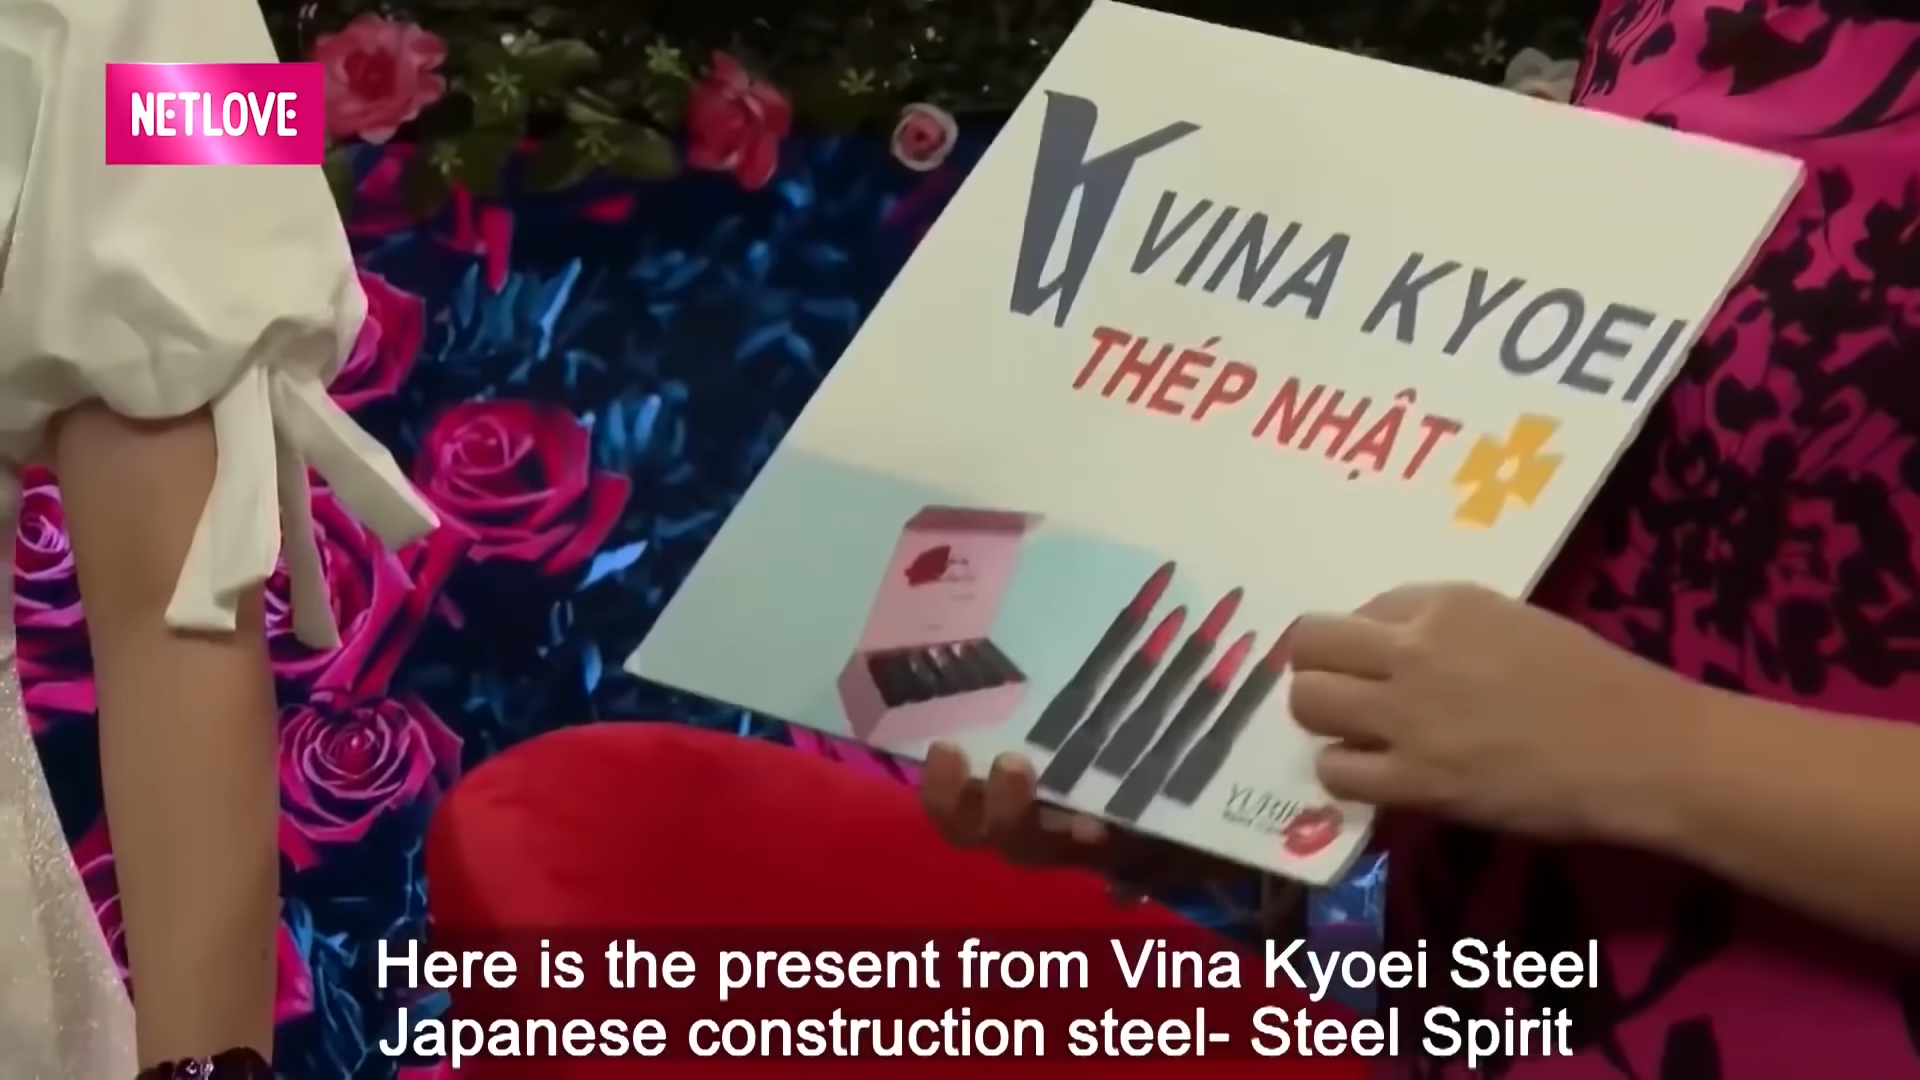 NETLOVE
VINA KYOEI
THÉP NHẬT
Here is the present from Vina Kyoei Steel
Japanese construction steel- Steel Spirit